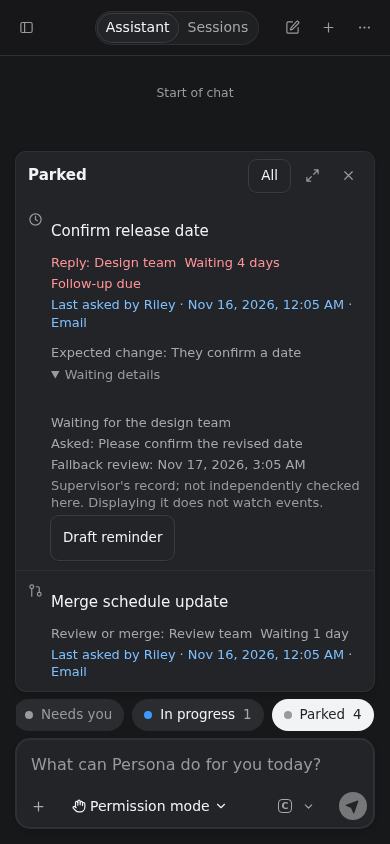 Assistant Sessions
Start of chat
Parked All
Confirm release date
Reply: Design team Waiting 4 days
Follow-up due
Last asked by Riley · Nov 16, 2026, 12:05 AM ·
Email
Expected change: They confirm a date
▼ Waiting details
Waiting for the design team
Asked: Please confirm the revised date
Fallback review: Nov 17, 2026, 3:05 AM
Supervisor's record; not independently checked
here. Displaying it does not watch events.
Draft reminder
Merge schedule update
Review or merge: Review team Waiting 1 day
Last asked by Riley · Nov 16, 2026, 12:05 AM ·
Email
Needs you In progress 1 Parked 4
What can Persona do for you today?
Permission mode C